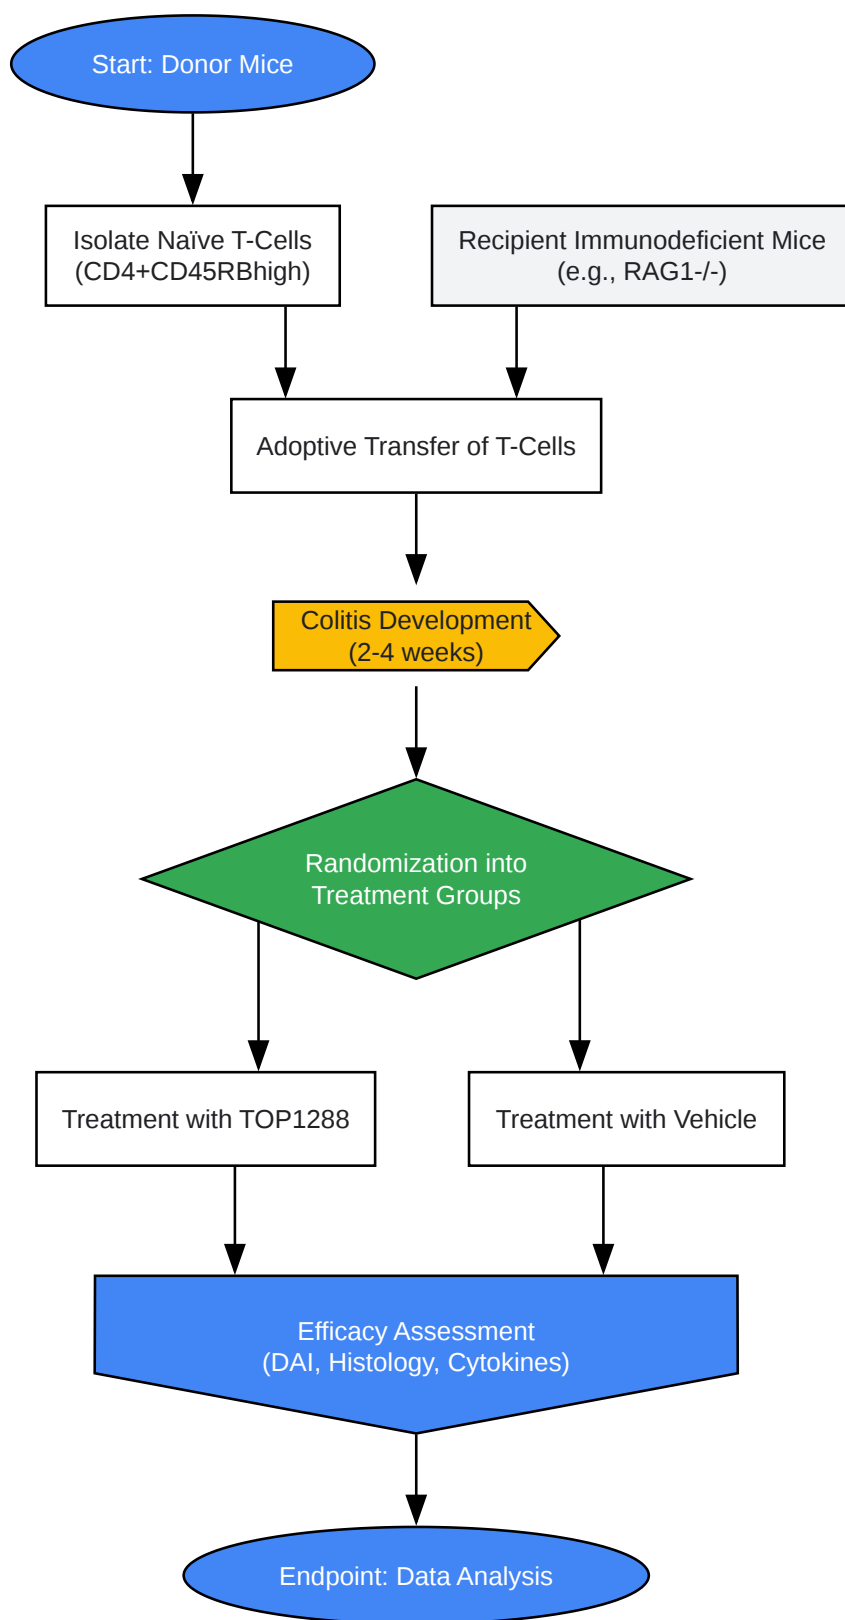 Start: Donor Mice
Isolate Naïve T-Cells
(CD4+CD45RBhigh)
Recipient Immunodeficient Mice
(e.g., RAG1-/-)
Adoptive Transfer of T-Cells
Colitis Development
(2-4 weeks)
Randomization into
Treatment Groups
Treatment with TOP1288
Treatment with Vehicle
Efficacy Assessment
(DAI, Histology, Cytokines)
Endpoint: Data Analysis